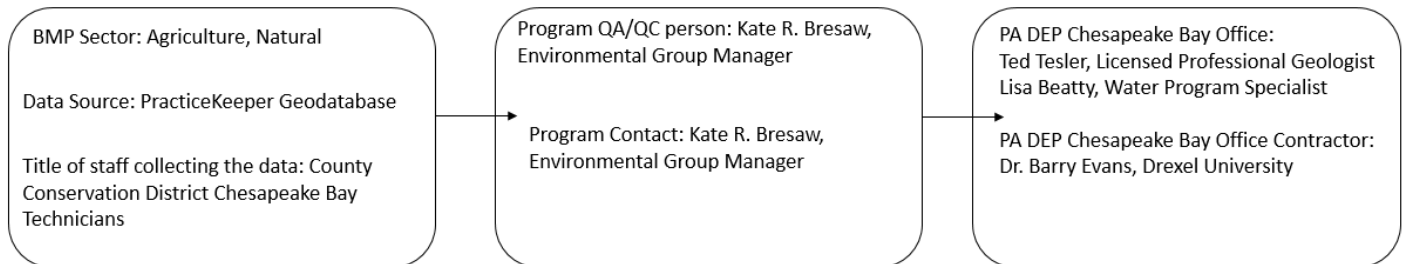 BMP Sector: Agriculture, Natural
Data Source: PracticeKeeper Geodatabase
Title of staff collecting the data: County
Conservation District Chesapeake Bay
Technicians
Program QA/QC person: Kate R. Bresaw,
Environmental Group Manager
Program Contact: Kate R. Bresaw,
Environmental Group Manager
PA DEP Chesapeake Bay Office:
Ted Tesler, Licensed Professional Geologist
Lisa Beatty, Water Program Specialist
PA DEP Chesapeake Bay Office Contractor:
Dr. Barry Evans, Drexel University